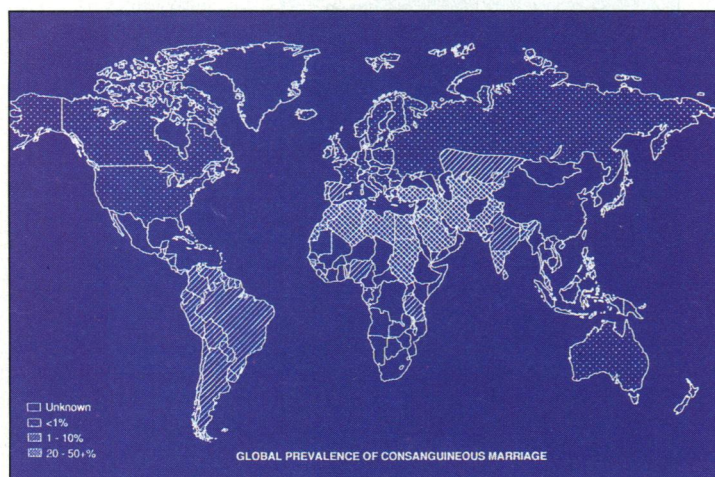 Unknown
<1%
1 - 10%
20 - 50+%
GLOBAL PREVALENCE OF CONSANGUINEOUS MARRIAGE